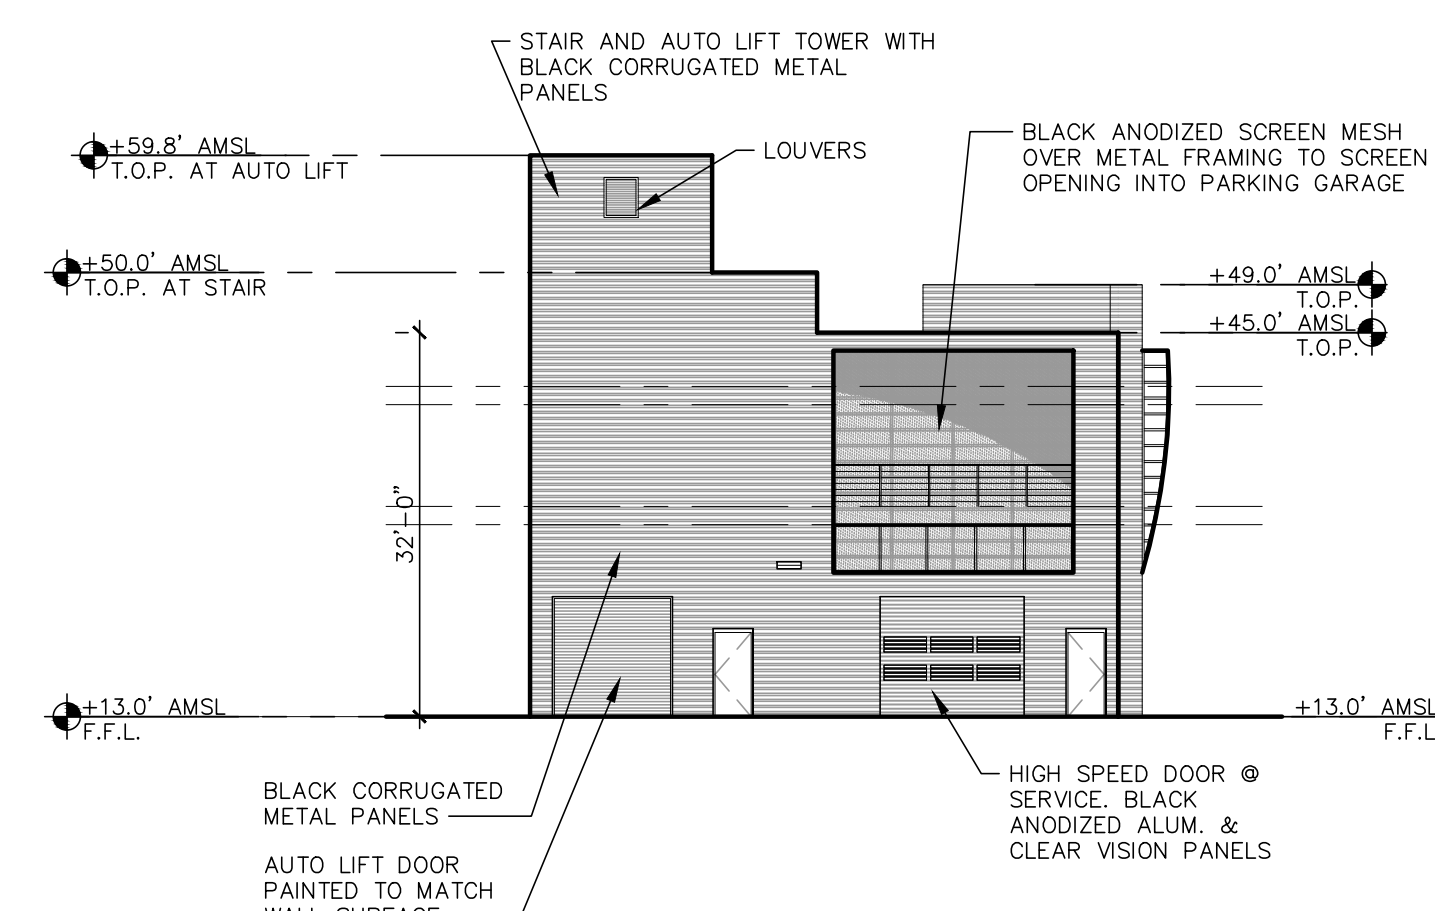 STAIR AND AUTO LIFT TOWER WITH
BLACK CORRUGATED METAL
PANELS
BLACK ANODIZED SCREEN MESH
OVER METAL FRAMING TO SCREEN
OPENING INTO PARKING GARAGE
LOUVERS
+59.8' AMSL
T.O.P. AT AUTO LIFT
+50.0' AMSL
T.O.P. AT STAIR
+49.0' AMSL
T.O.P.
+45.0' AMSL
T.O.P.
32'-0"
+13.0' AMSL
F.F.L.
+13.0' AMSL
F.F.L
BLACK CORRUGATED
METAL PANELS
HIGH SPEED DOOR @
SERVICE. BLACK
ANODIZED ALUM. &
CLEAR VISION PANELS
AUTO LIFT DOOR
PAINTED TO MATCH
WALL SURFACE